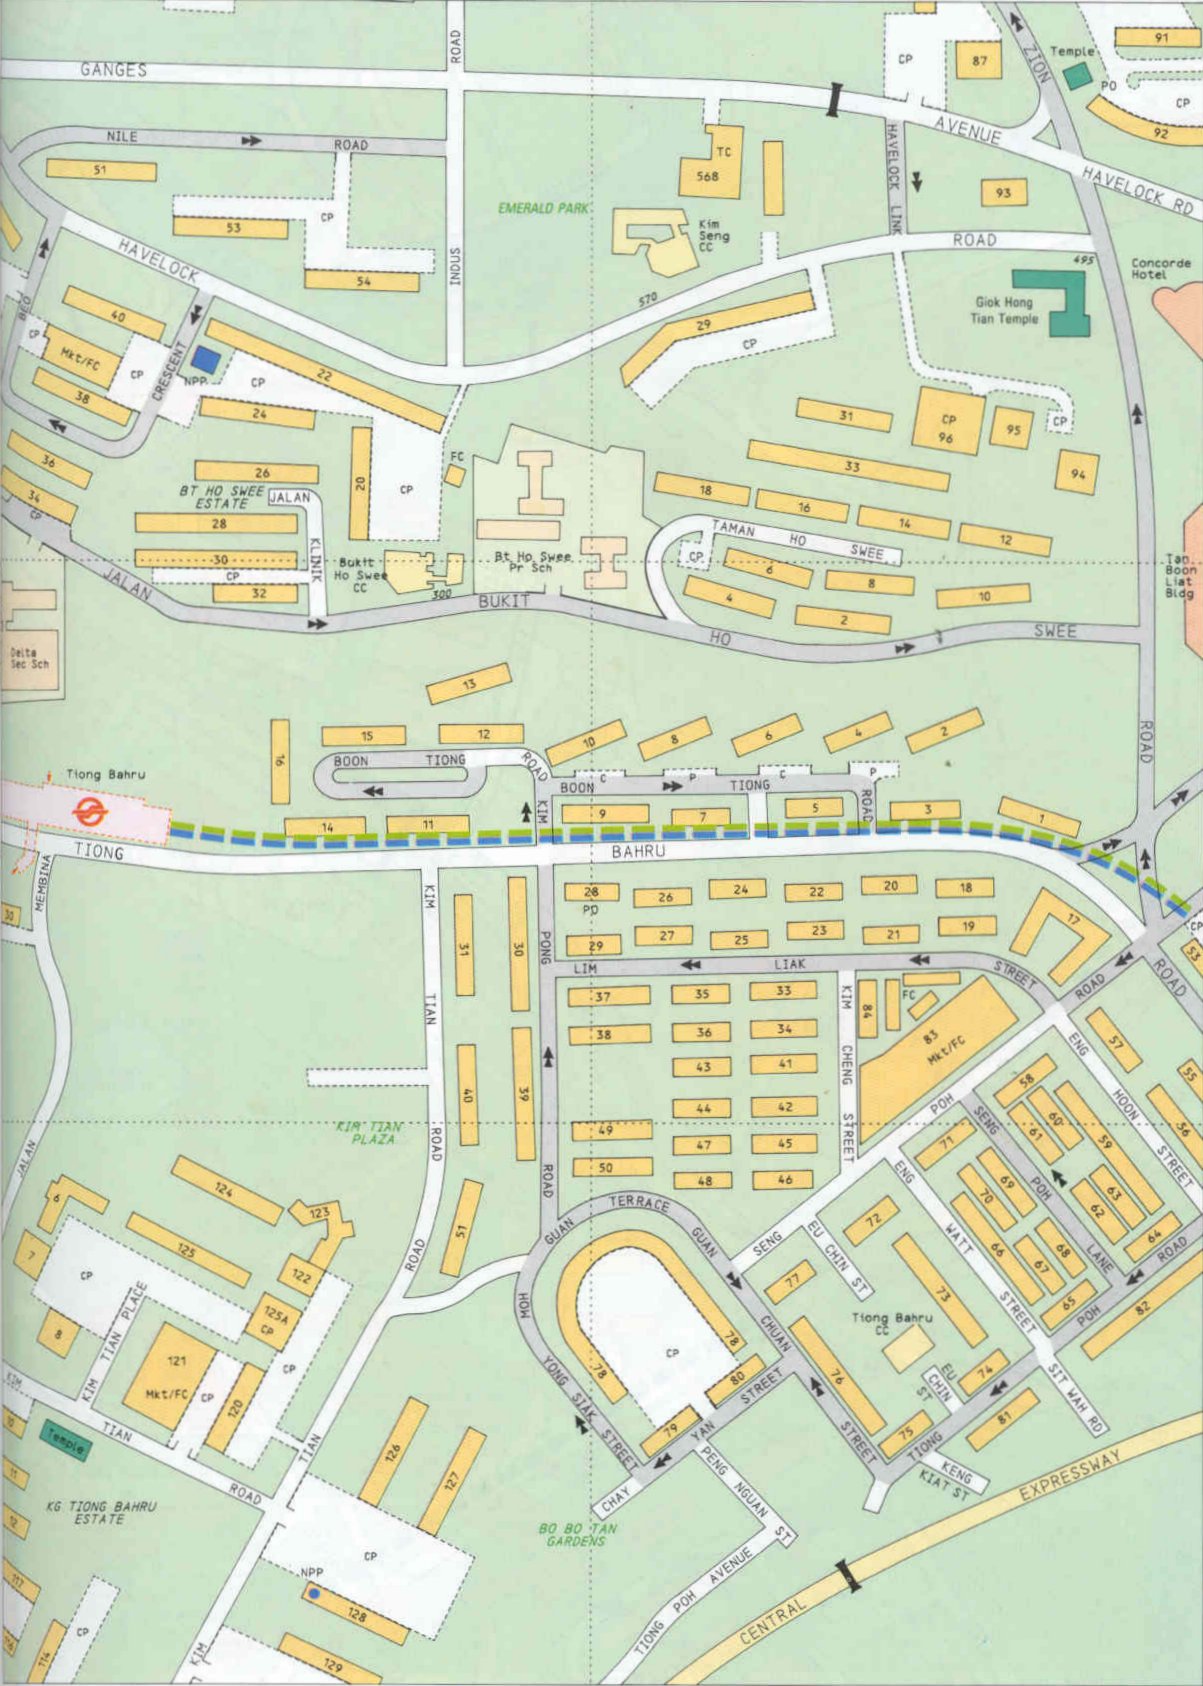 ROAD
GANGES
ZION
Temple
91
CP
87
PO
CP
92
AVENUE
NILE
ROAD
51
TC
568
HAVELOCK LINK
93
HAVELOCK RD
EMERALD PARK
CP
53
Kim
Seng
CC
ROAD
495
Concorde
Hotel
HAVELOCK
INDUS
54
570
Giok Hong
Tian Temple
BEO
40
CP
Mkt/FC
CP
38
CRESCENT
NPP
CP
22
24
29
CP
31
CP
96
95
CP
36
34
CP
26
BT HO SWEE
ESTATE
JALAN
28
20
CP
FC
33
94
18
16
14
12
KLINIK
30
CP
32
Bukit
Ho Swee
CC
300
Bt Ho Swee
Pr Sch
TAMAN
HO
SWEE
CP
6
8
4
2
10
Tan
Boon
Liat
Bldg
JALAN
BUKIT
HO
SWEE
Delta
Sec Sch
13
15
12
16
BOON
TIONG
ROAD
10
8
6
4
2
C
P
C
P
BOON
TIONG
ROAD
ROAD
Tiong Bahru
14
11
KIM
9
7
5
3
1
TIONG
BAHRU
MEMBINA
30
KIM
31
30
PONG
28
PO
26
24
22
20
18
17
29
27
25
23
21
19
CP
53
LIM
LIAK
STREET
ROAD
ROAD
TIAN
37
35
33
KIM
CHENG
STREET
84
FC
83
Mkt/FC
38
36
34
43
41
44
42
49
47
45
50
48
46
40
39
ENG
HOON
STREET
57
55
56
58
60
59
61
63
62
64
POH
SENG
POH
LANE
ROAD
KIM TIAN
PLAZA
ROAD
ROAD
JALAN
51
71
70
69
68
67
66
65
ENG
WATT
STREET
6
7
124
123
125
122
CP
125A
CP
8
KIM TIAN PLACE
ROAD
GUAN
TERRACE
GUAN
CHUAN
STREET
SENG
EU CHIN ST
72
77
73
82
POH
HOH
YONG SIAK
STREET
CP
78
78
80
79
76
Tiong Bahru
CC
EU
CHIN
ST
74
75
81
SIT WAH RD
121
Mkt/FC
CP
120
CP
KIM
TIAN
ROAD
10
Temple
11
12
KG TIONG BAHRU
ESTATE
TIAN
126
127
CHAY
YAN
STREET
PENG
NGUAN
ST
TIONG
KENG
KIAT ST
EXPRESSWAY
BO BO TAN
GARDENS
CP
NPP
128
129
117
116
114
CP
KIM
TIONG POH AVENUE
CENTRAL